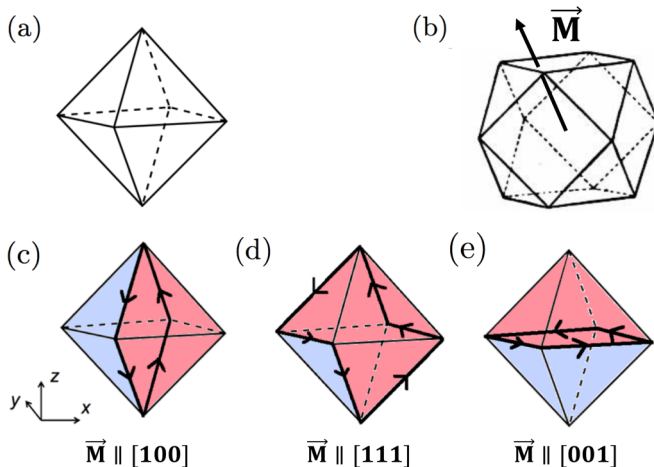 (a)
(b)
M
(c)
(d)
(e)
z
y
x
M ∥ [100]
M ∥ [111]
M ∥ [001]